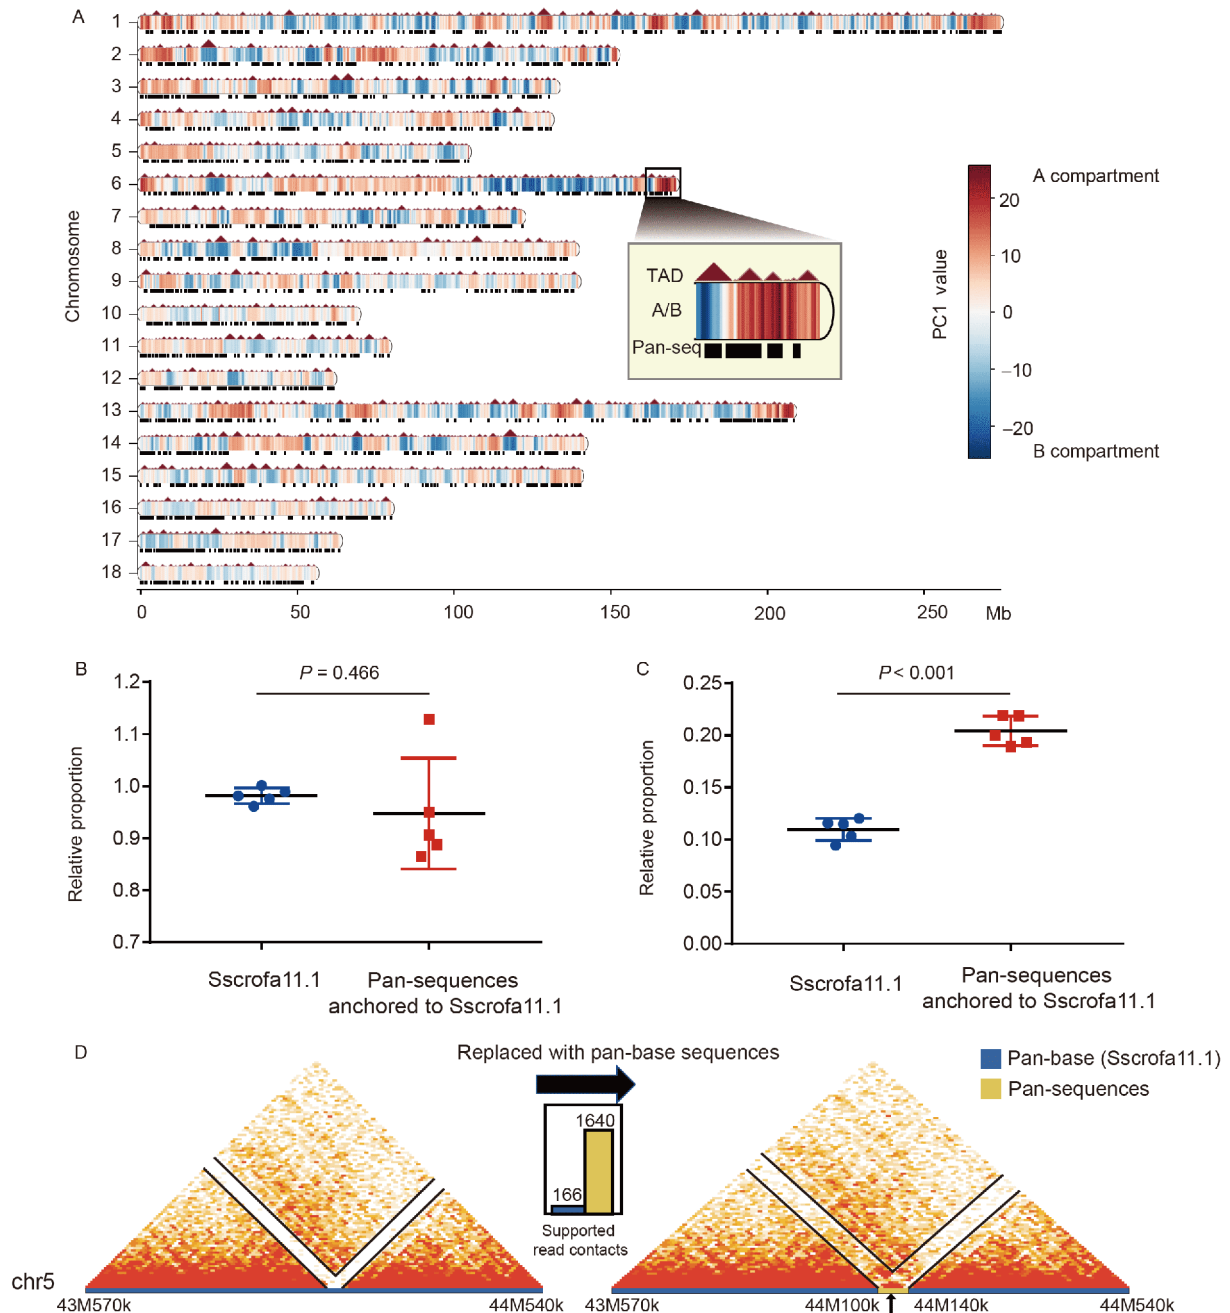 A
1
2
3
4
5
6
7
8
9
10
11
12
13
14
15
16
17
18
Chromosome
0 50 100 150 200 250 Mb
TAD
A/B
Pan-seq
A compartment
20
10
0
−10
−20
B compartment
PC1 value
B
P = 0.466
1.2
1.1
1.0
0.9
0.8
0.7
Relative proportion
Sscrofa11.1
Pan-sequences
anchored to Sscrofa11.1
C
P < 0.001
0.25
0.20
0.15
0.10
0.05
0.00
Relative proportion
Sscrofa11.1
Pan-sequences
anchored to Sscrofa11.1
D
Replaced with pan-base sequences
Pan-base (Sscrofa11.1)
Pan-sequences
1640
166
Supported
read contacts
chr5
43M570k 44M540k
43M570k 44M100k 44M140k 44M540k